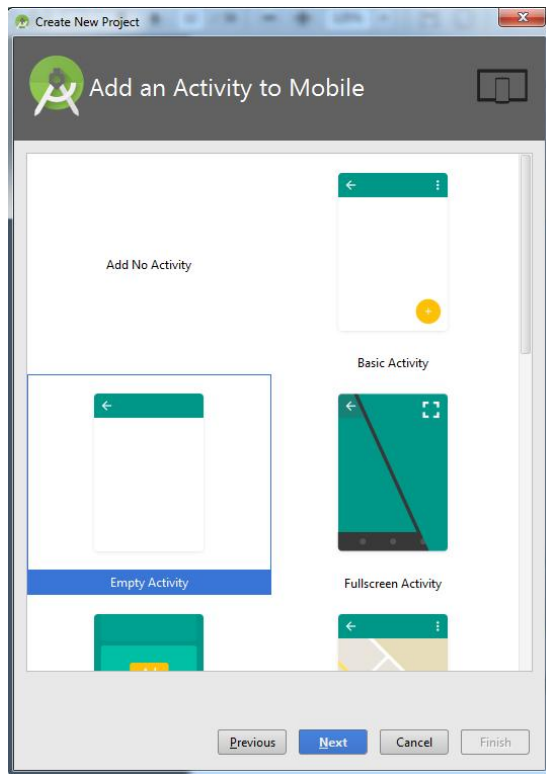 Create New Project
Add an Activity to Mobile
Add No Activity
Basic Activity
Empty Activity
Fullscreen Activity
Previous
Next
Cancel
Finish